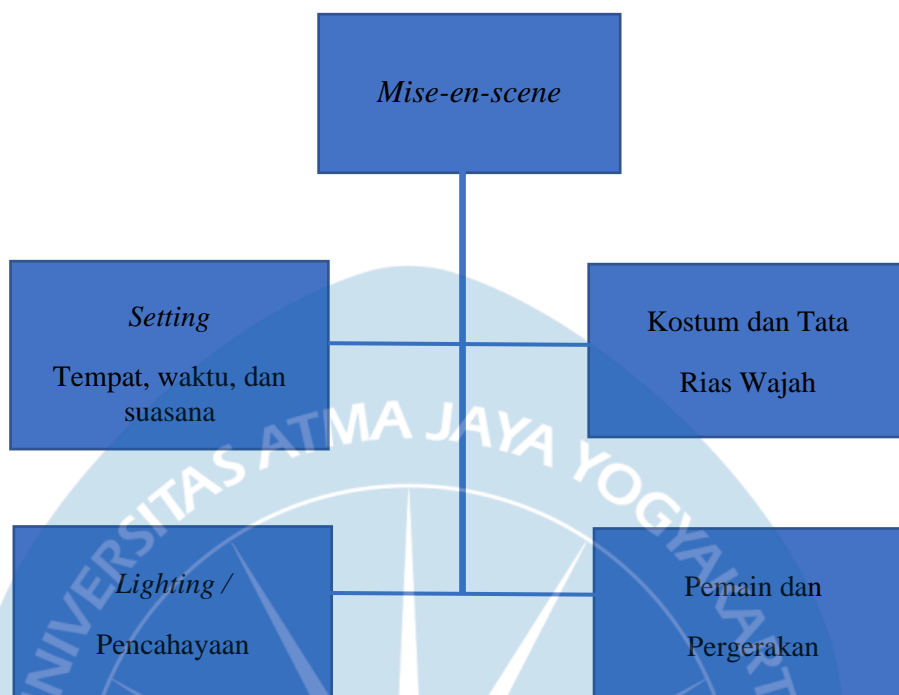 Mise-en-scene
Setting
Tempat, waktu, dan
suasana
Kostum dan Tata
Rias Wajah
Lighting /
Pencahayaan
Pemain dan
Pergerakan
UNIVERSITAS ATMA JAYA YOGYAKART